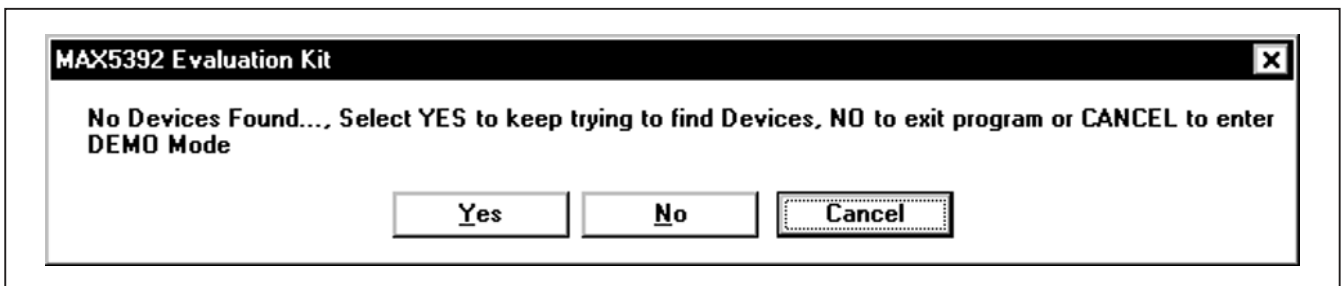 MAX5392 Evaluation Kit
No Devices Found..., Select YES to keep trying to find Devices, NO to exit program or CANCEL to enter
DEMO Mode
Yes No Cancel